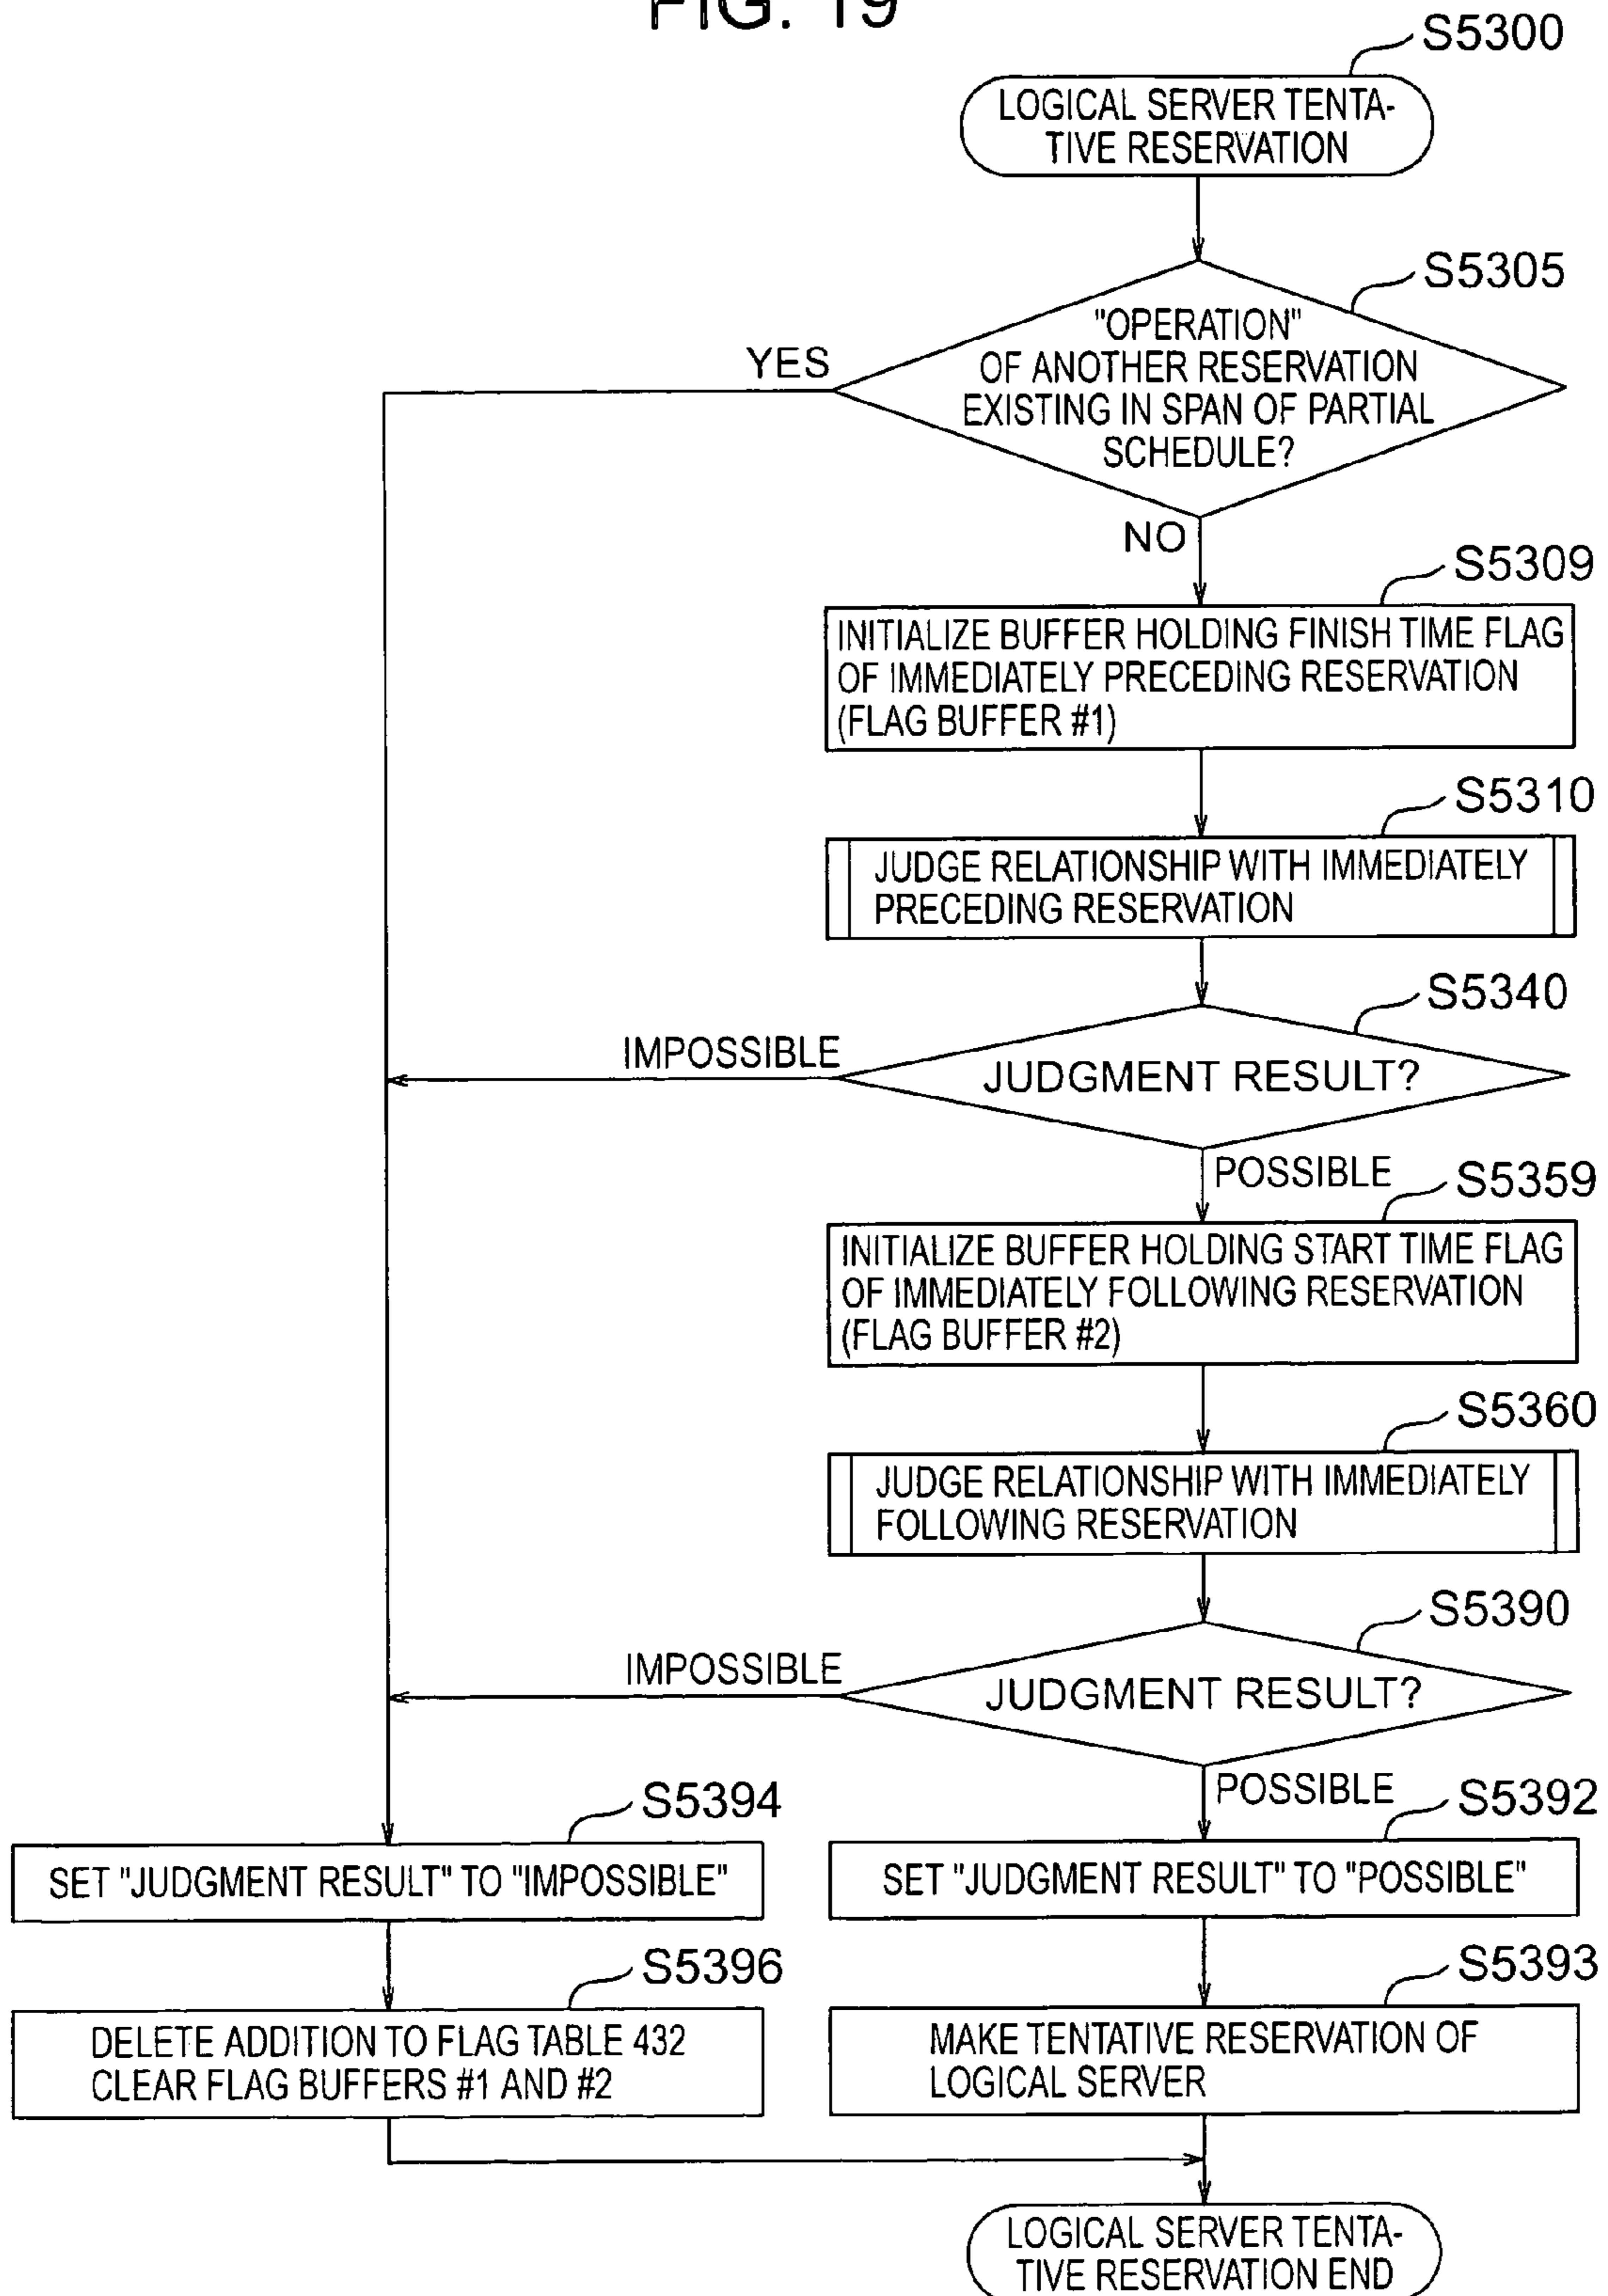 FIG. 19
S5300
LOGICAL SERVER TENTA-
TIVE RESERVATION
S5305
"OPERATION"
OF ANOTHER RESERVATION
EXISTING IN SPAN OF PARTIAL
SCHEDULE?
YES
NO
S5309
INITIALIZE BUFFER HOLDING FINISH TIME FLAG
OF IMMEDIATELY PRECEDING RESERVATION
(FLAG BUFFER #1)
S5310
JUDGE RELATIONSHIP WITH IMMEDIATELY
PRECEDING RESERVATION
S5340
IMPOSSIBLE
JUDGMENT RESULT?
POSSIBLE
S5359
INITIALIZE BUFFER HOLDING START TIME FLAG
OF IMMEDIATELY FOLLOWING RESERVATION
(FLAG BUFFER #2)
S5360
JUDGE RELATIONSHIP WITH IMMEDIATELY
FOLLOWING RESERVATION
S5390
IMPOSSIBLE
JUDGMENT RESULT?
POSSIBLE
S5394
S5392
SET "JUDGMENT RESULT" TO "IMPOSSIBLE"
SET "JUDGMENT RESULT" TO "POSSIBLE"
S5396
S5393
DELETE ADDITION TO FLAG TABLE 432
CLEAR FLAG BUFFERS #1 AND #2
MAKE TENTATIVE RESERVATION OF
LOGICAL SERVER
LOGICAL SERVER TENTA-
TIVE RESERVATION END